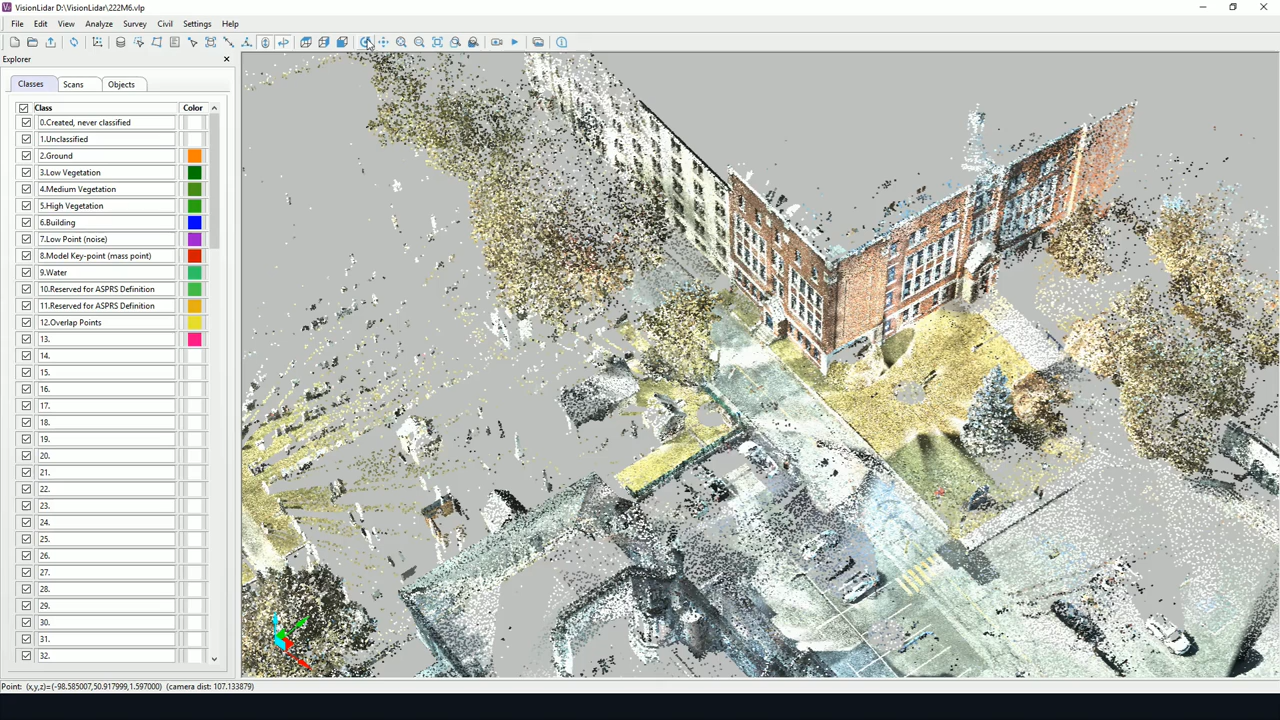 VisionLidar D:\VisionLidar\222M6.vlp
File Edit View Analyze Survey Civil Settings Help
Explorer
Classes Scans Objects
Class Color
0.Created, never classified
1.Unclassified
2.Ground
3.Low Vegetation
4.Medium Vegetation
5.High Vegetation
6.Building
7.Low Point (noise)
8.Model Key-point (mass point)
9.Water
10.Reserved for ASPRS Definition
11.Reserved for ASPRS Definition
12.Overlap Points
13.
14.
15.
16.
17.
18.
19.
20.
21.
22.
23.
24.
25.
26.
27.
28.
29.
30.
31.
32.
Point: (x,y,z)=(-98.585007,50.917999,1.597000) (camera dist: 107.133879)